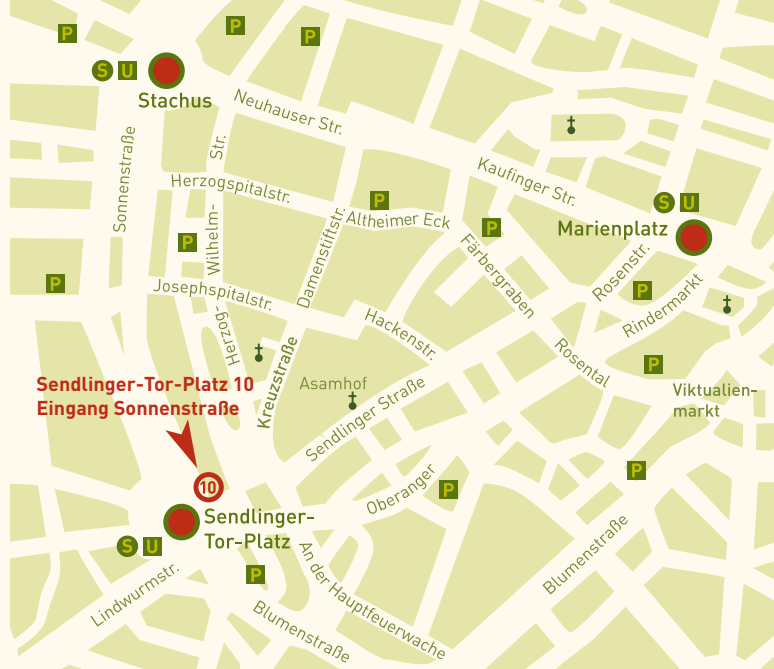 P
P
P
S U
Stachus
Neuhauser Str.
Sonnenstraße
Herzog-
Wilhelm-
Str.
Herzogspitalstr.
Kaufinger Str.
P
Altheimer Eck
P
S U
Marienplatz
Damenstiftstr.
P
Färbergraben
Rosenstr.
P
Rindermarkt
P
Josephspitalstr.
Hackenstr.
Rosental
P
Viktualien-
markt
Kreuzstraße
Asamhof
Sendlinger Straße
Sendlinger-Tor-Platz 10
Eingang Sonnenstraße
10
Oberanger
P
P
Sendlinger-
Tor-Platz
S U
Lindwurmstr.
P
An der Hauptfeuerwache
Blumenstraße
Blumenstraße